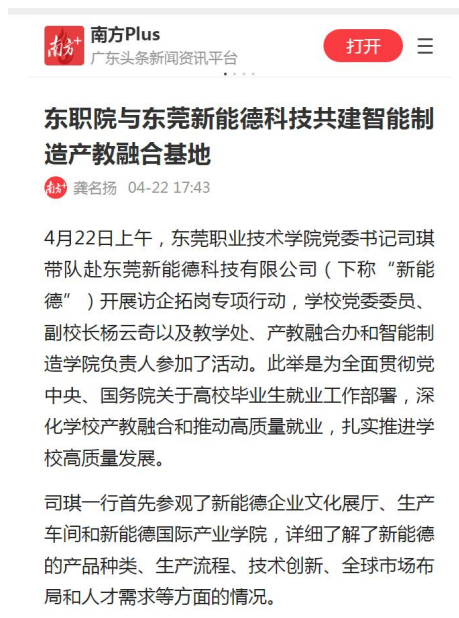 南方+
南方Plus
广东头条新闻资讯平台
打开
东职院与东莞新能德科技共建智能制
造产教融合基地
南方+
龚名扬 04-22 17:43
4月22日上午，东莞职业技术学院党委书记司琪
带队赴东莞新能德科技有限公司（下称“新能
德”）开展访企拓岗专项行动，学校党委委员、
副校长杨云奇以及教学处、产教融合办和智能制
造学院负责人参加了活动。此举是为全面贯彻党
中央、国务院关于高校毕业生就业工作部署，深
化学校产教融合和推动高质量就业，扎实推进学
校高质量发展。
司琪一行首先参观了新能德企业文化展厅、生产
车间和新能德国际产业学院，详细了解了新能德
的产品种类、生产流程、技术创新、全球市场布
局和人才需求等方面的情况。